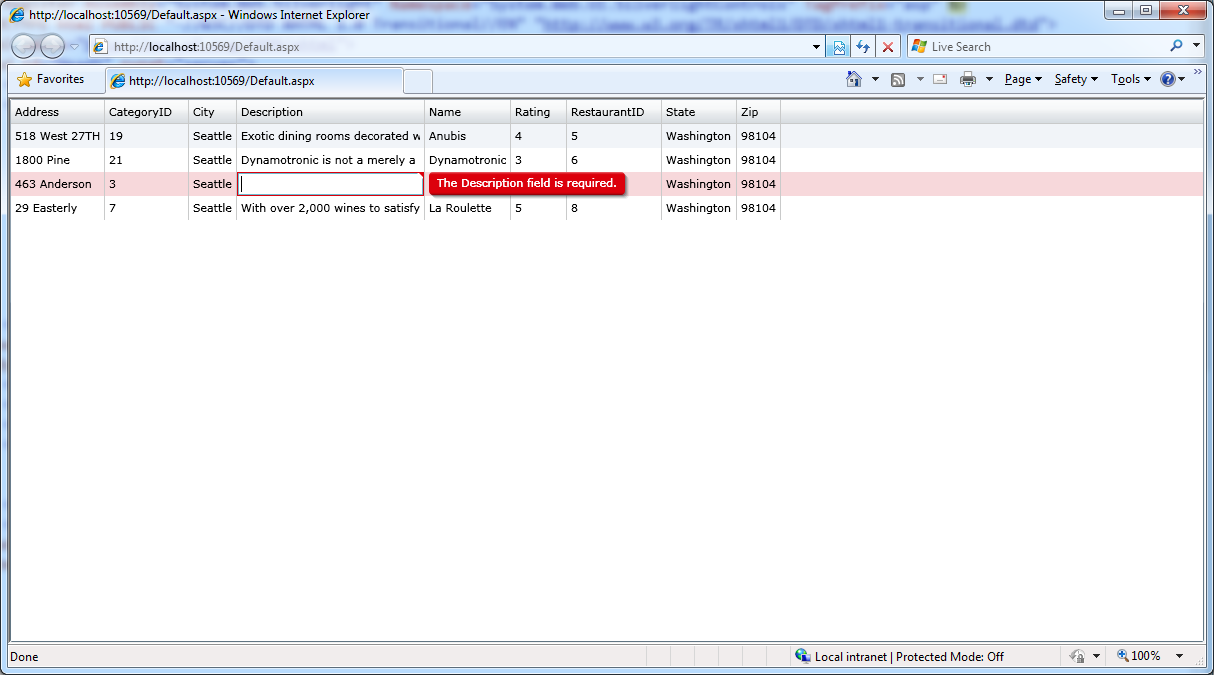 http://localhost:10569/Default.aspx - Windows Internet Explorer
http://localhost:10569/Default.aspx Live Search
Favorites http://localhost:10569/Default.aspx Page Safety Tools »
Address CategoryID City Description Name Rating RestaurantID State Zip
518 West 27TH 19 Seattle Exotic dining rooms decorated w Anubis 4 5 Washington 98104
1800 Pine 21 Seattle Dynamotronic is not a merely a Dynamotronic 3 6 Washington 98104
463 Anderson 3 Seattle The Description field is required. Washington 98104
29 Easterly 7 Seattle With over 2,000 wines to satisfy La Roulette 5 8 Washington 98104
Done Local intranet | Protected Mode: Off 100%